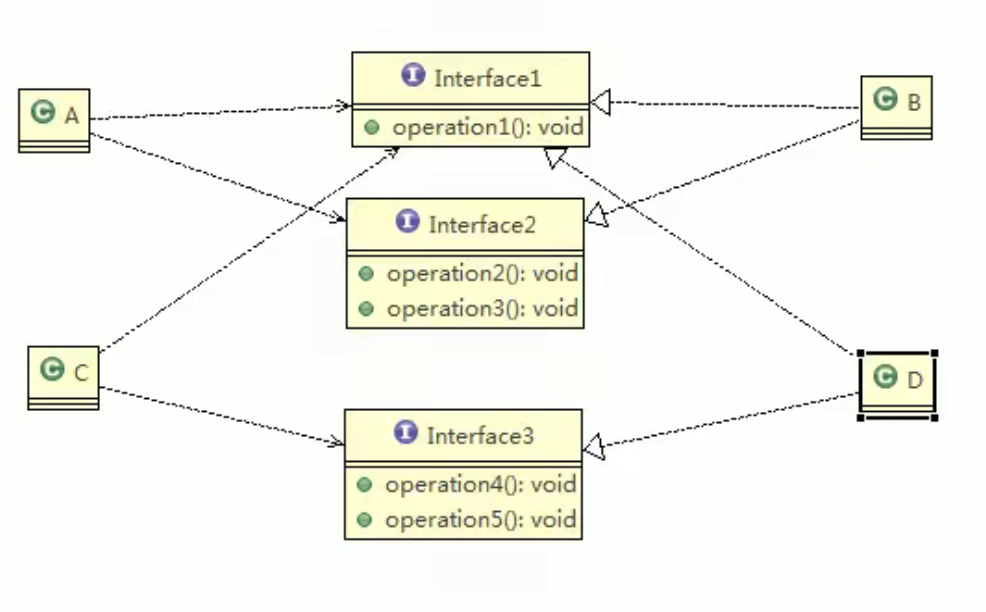 Interface1
A
B
operation1(): void
Interface2
operation2(): void
operation3(): void
C
D
Interface3
operation4(): void
operation5(): void